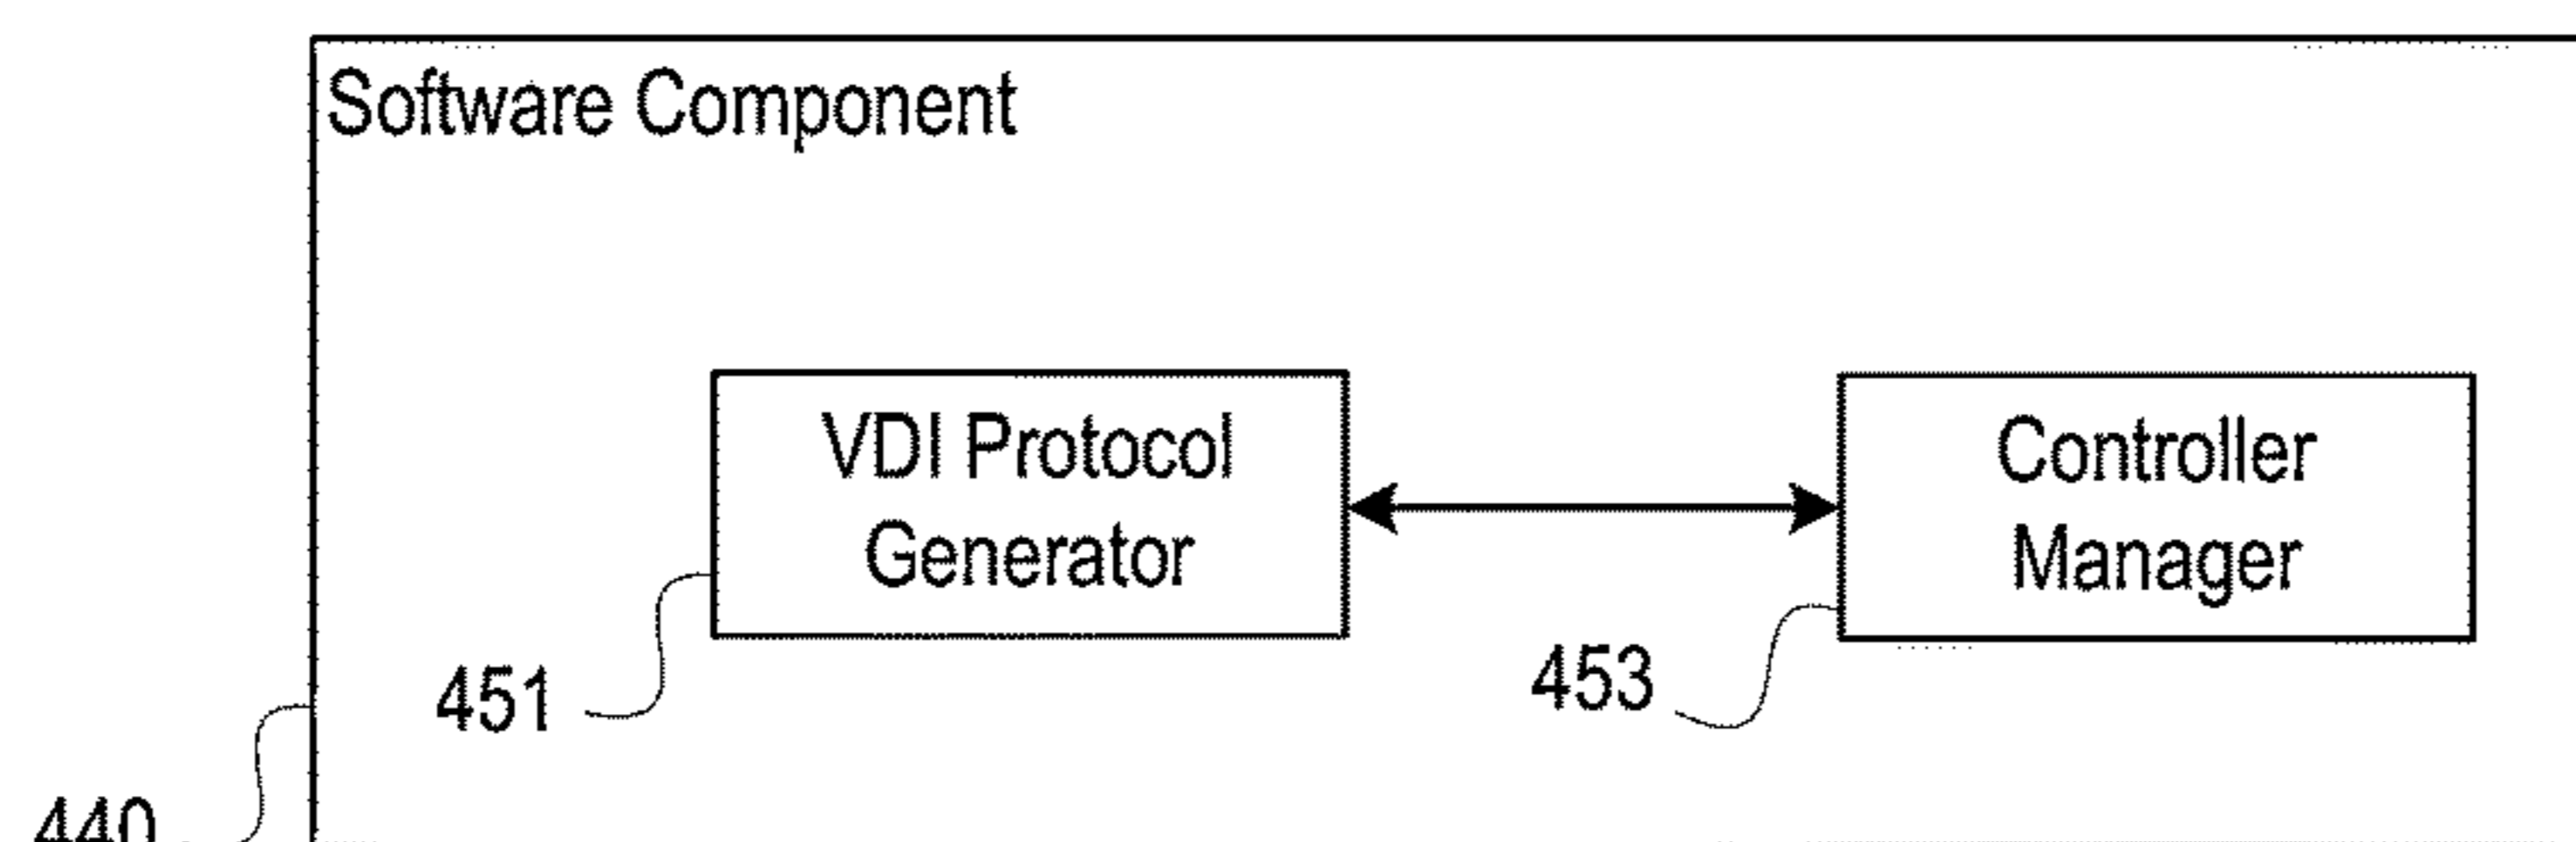 Software Component
VDI Protocol
Generator
Controller
Manager
451
453
440